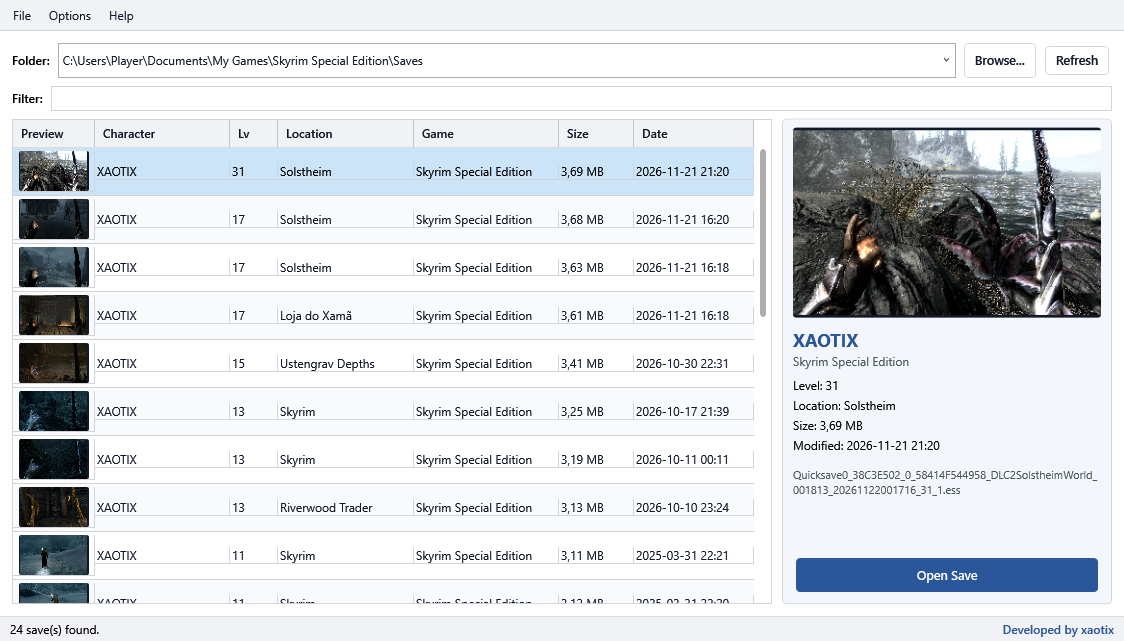 File Options Help
Folder: C:\Users\Player\Documents\My Games\Skyrim Special Edition\Saves Browse... Refresh
Filter:
Preview Character Lv Location Game Size Date
XAOTIX 31 Solstheim Skyrim Special Edition 3,69 MB 2026-11-21 21:20
XAOTIX 17 Solstheim Skyrim Special Edition 3,68 MB 2026-11-21 16:20
XAOTIX 17 Solstheim Skyrim Special Edition 3,63 MB 2026-11-21 16:18
XAOTIX 17 Loja do Xamã Skyrim Special Edition 3,61 MB 2026-11-21 16:18
XAOTIX 15 Ustengrav Depths Skyrim Special Edition 3,41 MB 2026-10-30 22:31
XAOTIX 13 Skyrim Skyrim Special Edition 3,25 MB 2026-10-17 21:39
XAOTIX 13 Skyrim Skyrim Special Edition 3,19 MB 2026-10-11 00:11
XAOTIX 13 Riverwood Trader Skyrim Special Edition 3,13 MB 2026-10-10 23:24
XAOTIX 11 Skyrim Skyrim Special Edition 3,11 MB 2025-03-31 22:21
XAOTIX 11 Skyrim Skyrim Special Edition
XAOTIX
Skyrim Special Edition
Level: 31
Location: Solstheim
Size: 3,69 MB
Modified: 2026-11-21 21:20
Quicksave0_38C3E502_0_58414F544958_DLC2SolstheimWorld_
001813_20261122001716_31_1.ess
Open Save
24 save(s) found.
Developed by xaotix